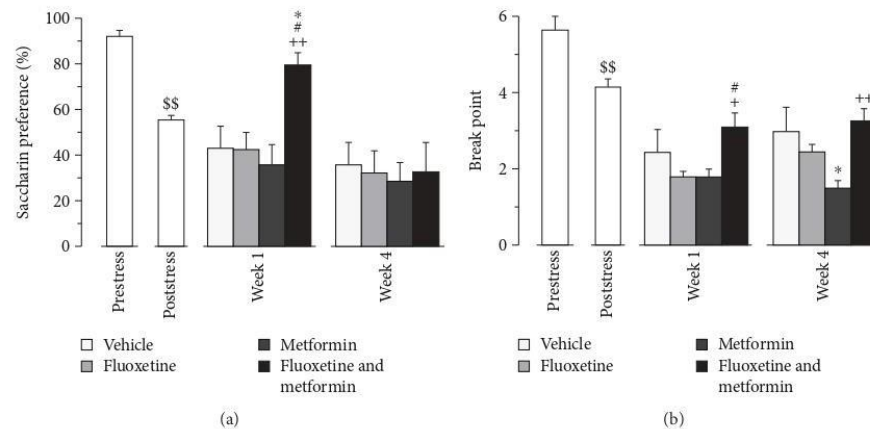 100
80
60
40
20
0
Saccharin preference (%)
$$
*
#
++
Prestress
Poststress
Week 1
Week 4
Vehicle
Fluoxetine
Metformin
Fluoxetine and
metformin
(a)
6
4
2
0
Break point
$$
#
+
*
++
Prestress
Poststress
Week 1
Week 4
Vehicle
Fluoxetine
Metformin
Fluoxetine and
metformin
(b)